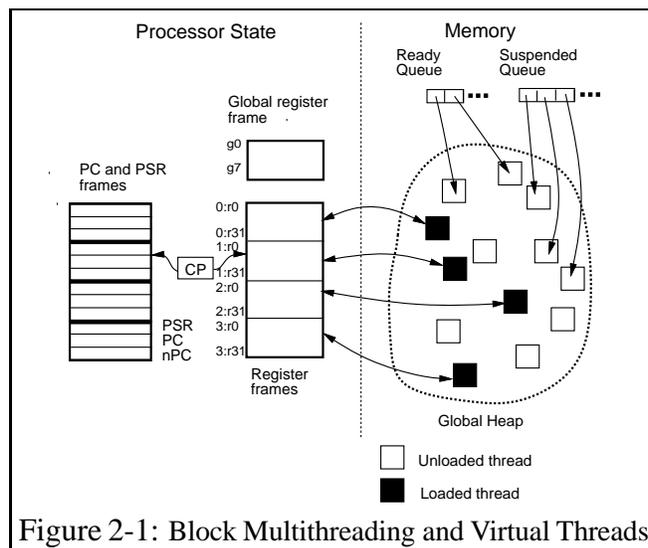 Processor State
Memory
Ready
Queue
Suspended
Queue
Global register
frame
g0
g7
PC and PSR
frames
0:r0
0:r31
1:r0
CP
1:r31
2:r0
2:r31
3:r0
3:r31
PSR
PC
nPC
Register
frames
Global Heap
Unloaded thread
Loaded thread
Figure 2-1: Block Multithreading and Virtual Threads